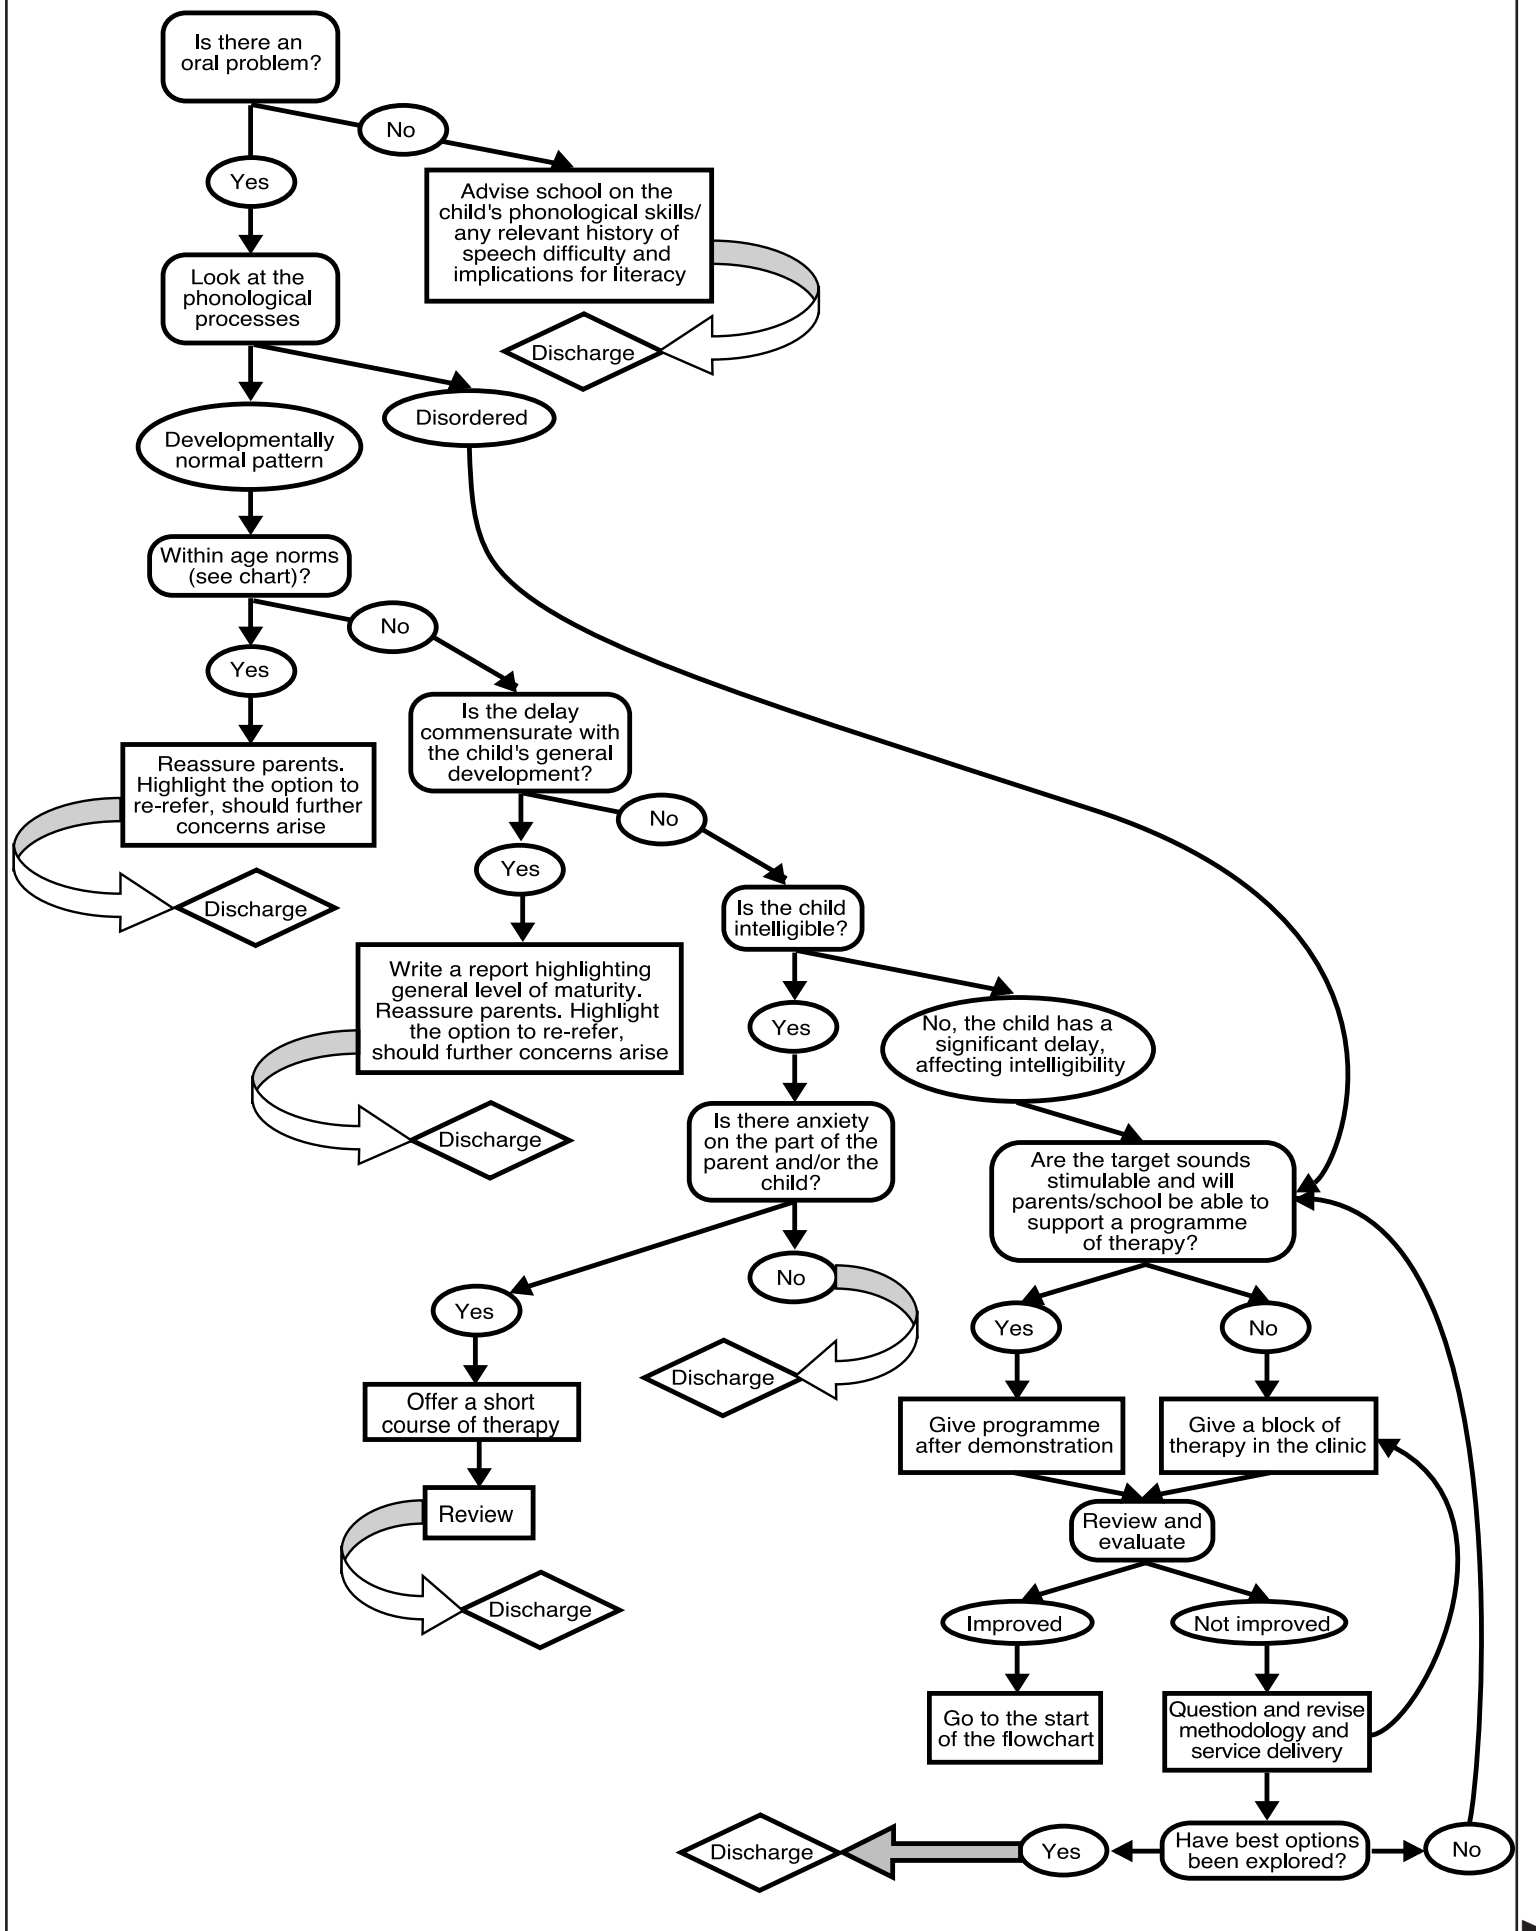 Is there an
oral problem?
No
Yes
Advise school on the
child's phonological skills/
any relevant history of
speech difficulty and
implications for literacy
Look at the
phonological
processes
Discharge
Disordered
Developmentally
normal pattern
Within age norms
(see chart)?
No
Yes
Is the delay
commensurate with
the child's general
development?
Reassure parents.
Highlight the option to
re-refer, should further
concerns arise
No
Yes
Discharge
Is the child
intelligible?
Write a report highlighting
general level of maturity.
Reassure parents. Highlight
the option to re-refer,
should further concerns arise
Yes
No, the child has a
significant delay,
affecting intelligibility
Discharge
Is there anxiety
on the part of the
parent and/or the
child?
Are the target sounds
stimulable and will
parents/school be able to
support a programme
of therapy?
No
Yes
Yes
No
Discharge
Offer a short
course of therapy
Give programme
after demonstration
Give a block of
therapy in the clinic
Review
Review and
evaluate
Discharge
Improved
Not improved
Go to the start
of the flowchart
Question and revise
methodology and
service delivery
Discharge
Yes
Have best options
been explored?
No